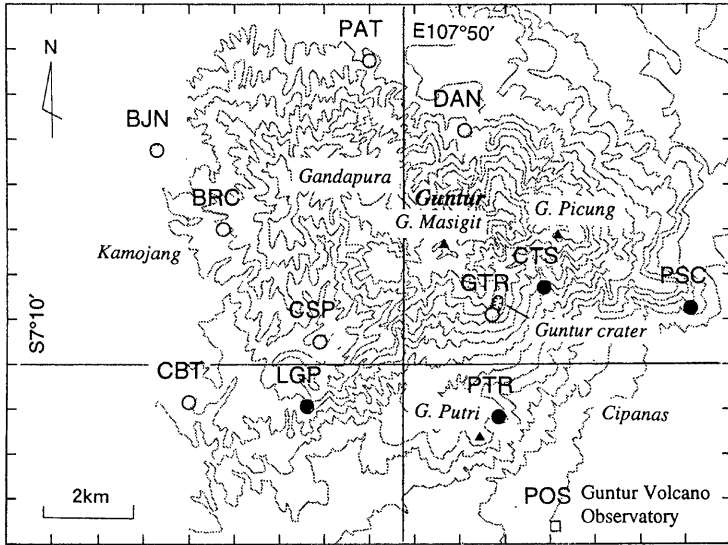 PAT
E107°50′
N
DAN
BJN
Gandapura
Guntur
G. Masigit
G. Picung
BRC
Kamojang
CTS
PSC
GTR
S7°10′
CSP
Guntur crater
CBT
LGP
PTR
G. Putri
Cipanas
2km
POS
Guntur Volcano
Observatory